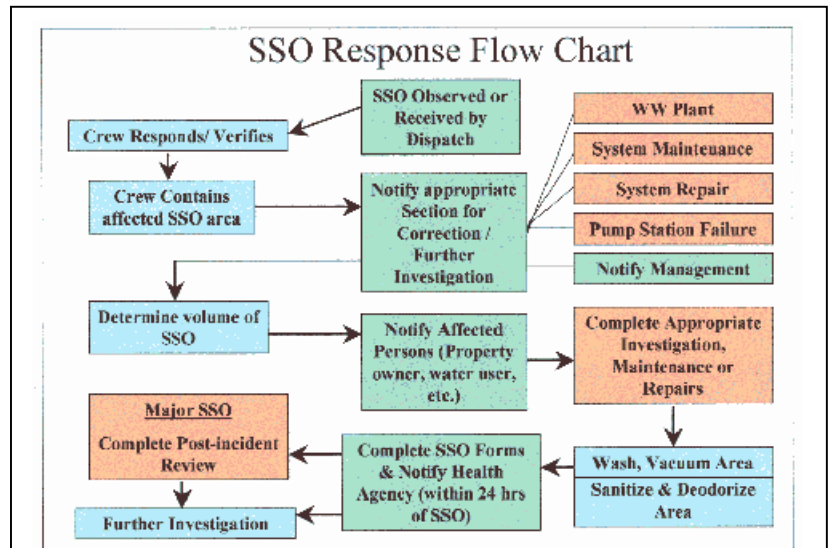 SSO Response Flow Chart
SSO Observed or
Received by
Dispatch
Crew Responds/ Verifies
Crew Contains
affected SSO area
Notify appropriate
Section for
Correction /
Further
Investigation
WW Plant
System Maintenance
System Repair
Pump Station Failure
Notify Management
Determine volume of
SSO
Notify Affected
Persons (Property
owner, water user,
etc.)
Complete Appropriate
Investigation,
Maintenance or
Repairs
Wash, Vacuum Area
Sanitize & Deodorize
Area
Complete SSO Forms
& Notify Health
Agency (within 24 hrs
of SSO)
Major SSO
Complete Post-incident
Review
Further Investigation